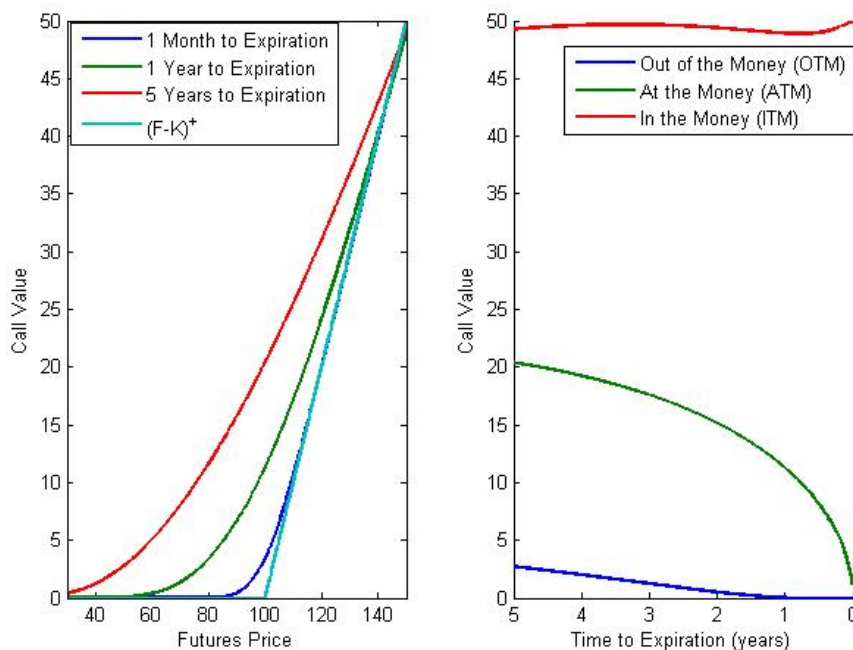 50
45
40
35
30
25
20
15
10
5
0
Call Value
1 Month to Expiration
1 Year to Expiration
5 Years to Expiration
(F-K)+
40 60 80 100 120 140
Futures Price
50
45
40
35
30
25
20
15
10
5
0
Call Value
Out of the Money (OTM)
At the Money (ATM)
In the Money (ITM)
5 4 3 2 1 0
Time to Expiration (years)